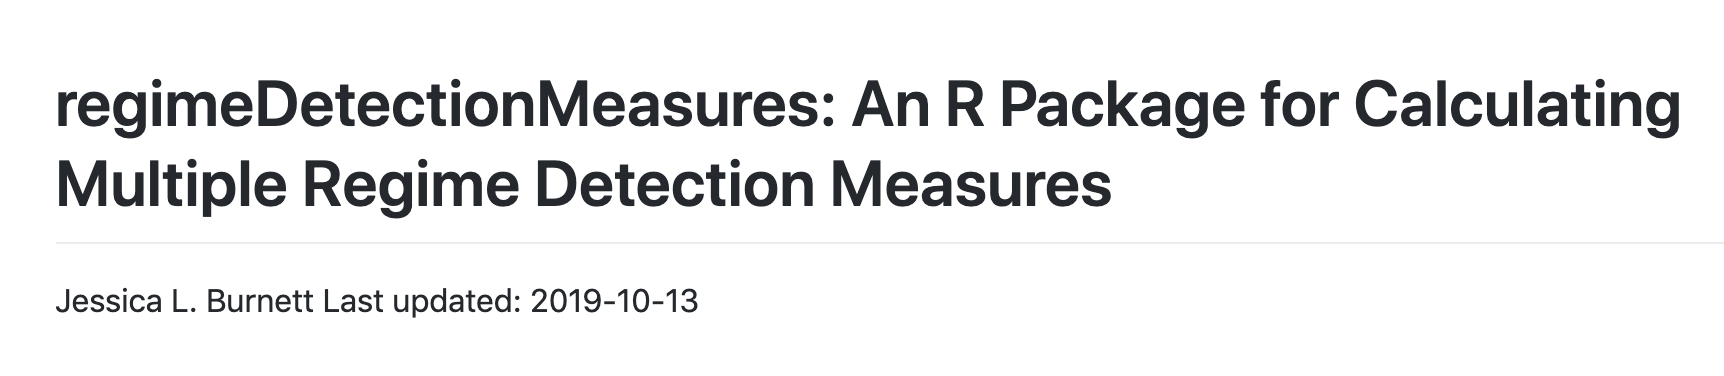 regimeDetectionMeasures: An R Package for Calculating
Multiple Regime Detection Measures
Jessica L. Burnett Last updated: 2019-10-13